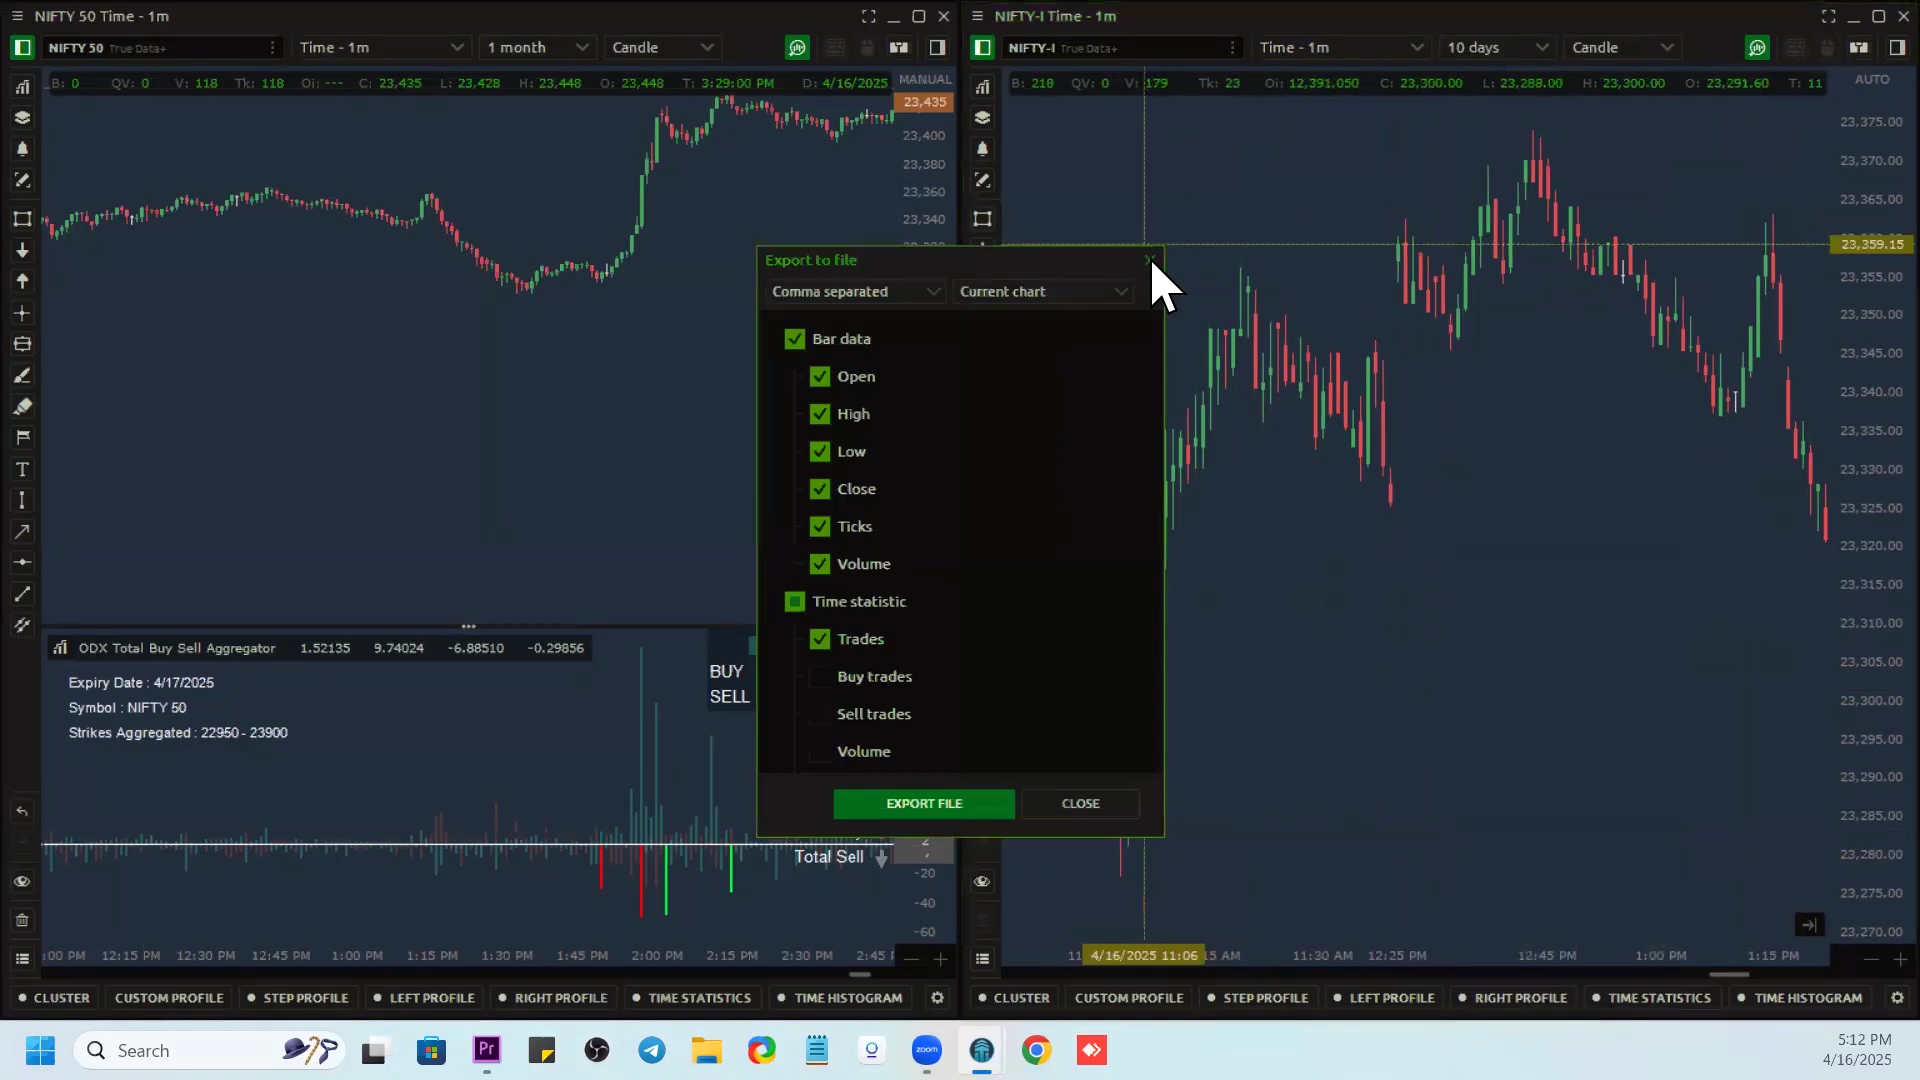 NIFTY 50 Time - 1m
NIFTY 50 True Data+
Time - 1m
1 month
Candle
B: 0 QV: 0 V: 118 Tk: 118 Oi: --- C: 23,435 L: 23,428 H: 23,448 O: 23,448 T: 3:29:00 PM D: 4/16/2025
MANUAL
23,435
23,400
23,380
23,360
23,340
ODX Total Buy Sell Aggregator 1.52135 9.74024 -6.88510 -0.29856
Expiry Date : 4/17/2025
Symbol : NIFTY 50
Strikes Aggregated : 22950 - 23900
BUY
SELL
Total Sell
-20
-40
-60
:00 PM 12:15 PM 12:30 PM 12:45 PM 1:00 PM 1:15 PM 1:30 PM 1:45 PM 2:00 PM 2:15 PM 2:30 PM 2:45
CLUSTER CUSTOM PROFILE STEP PROFILE LEFT PROFILE RIGHT PROFILE TIME STATISTICS TIME HISTOGRAM
Export to file
Comma separated
Current chart
Bar data
Open
High
Low
Close
Ticks
Volume
Time statistic
Trades
Buy trades
Sell trades
Volume
EXPORT FILE
CLOSE
NIFTY-I Time - 1m
NIFTY-I True Data+
Time - 1m
10 days
Candle
B: 218 QV: 0 V: 179 Tk: 23 Oi: 12,391,050 C: 23,300.00 L: 23,288.00 H: 23,300.00 O: 23,291.60 T: 11
AUTO
23,375.00
23,370.00
23,365.00
23,359.15
23,355.00
23,350.00
23,345.00
23,340.00
23,335.00
23,330.00
23,325.00
23,320.00
23,315.00
23,310.00
23,305.00
23,300.00
23,295.00
23,290.00
23,285.00
23,280.00
23,275.00
23,270.00
11 4/16/2025 11:06 15 AM 11:30 AM 12:25 PM 12:45 PM 1:00 PM 1:15 PM
CLUSTER CUSTOM PROFILE STEP PROFILE LEFT PROFILE RIGHT PROFILE TIME STATISTICS TIME HISTOGRAM
Search
Pr
zoom
5:12 PM
4/16/2025